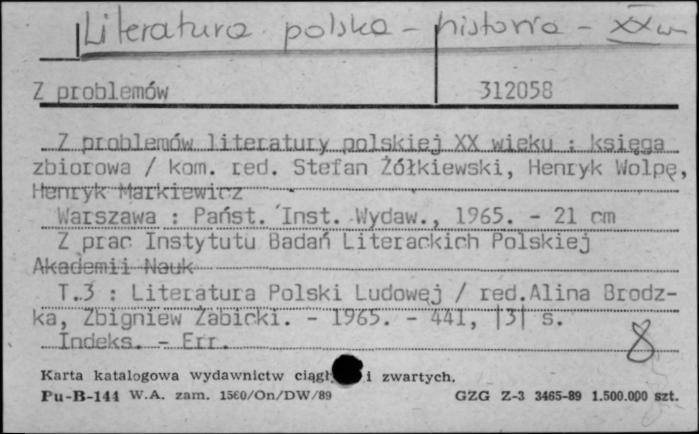 Literatura polska - historia - XX w
Z problemów 312058
Z problemów literatury polskiej XX wieku : księga
zbiorowa / kom. red. Stefan Żółkiewski, Henryk Wolpę,
Henryk Markiewicz
Warszawa : Państ. Inst. Wydaw., 1965. - 21 cm
Z prac Instytutu Badań Literackich Polskiej
Akademii Nauk
T.3 : Literatura Polski Ludowej / red.Alina Brodz-
ka, Zbigniew Żabicki. - 1965. - 441, |3| s.
Indeks. - Err.
8
Karta katalogowa wydawnictw ciągł i zwartych.
Pu-B-144 W.A. zam. 1560/On/DW/89 GZG Z-3 3465-89 1.500.000 szt.